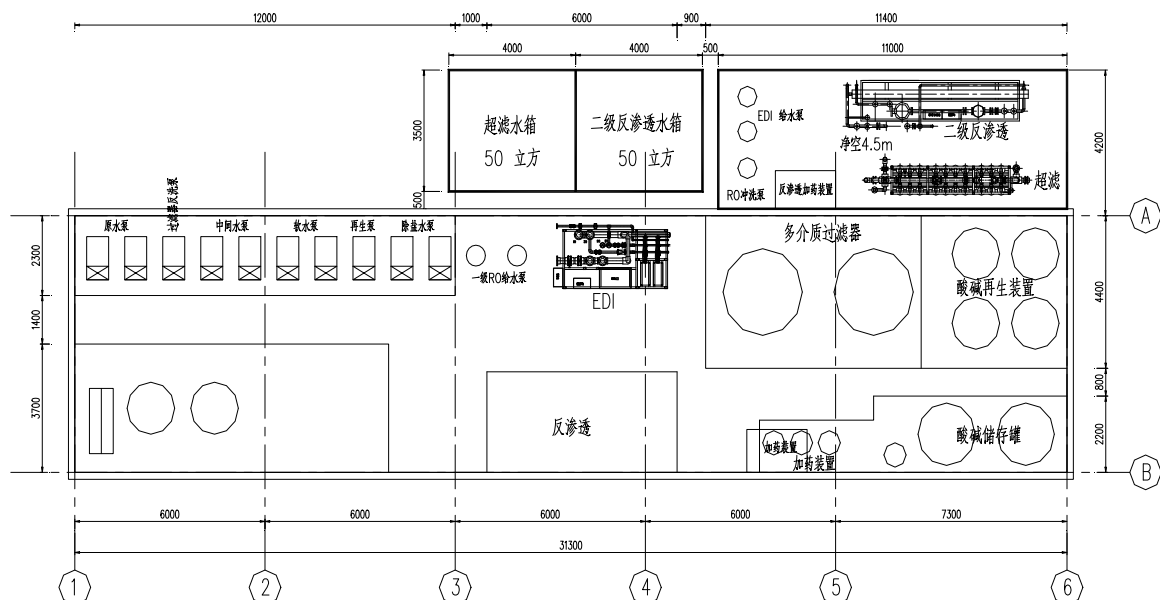 12000
1000
6000
900
11400
4000
4000
500
11000
超滤水箱
50 立方
二级反渗透水箱
50 立方
3500
500
EDI 给水泵
RO冲洗泵
反渗透加药装置
二级反渗透
净空4.5m
超滤
4200
A
原水泵
过滤器反洗泵
中间水泵
软水泵
再生泵
除盐水泵
一级RO给水泵
EDI
多介质过滤器
酸碱再生装置
2300
1400
3700
4400
800
2200
反渗透
加药装置
加药装置
酸碱储存罐
B
6000
6000
6000
6000
7300
31300
1
2
3
4
5
6